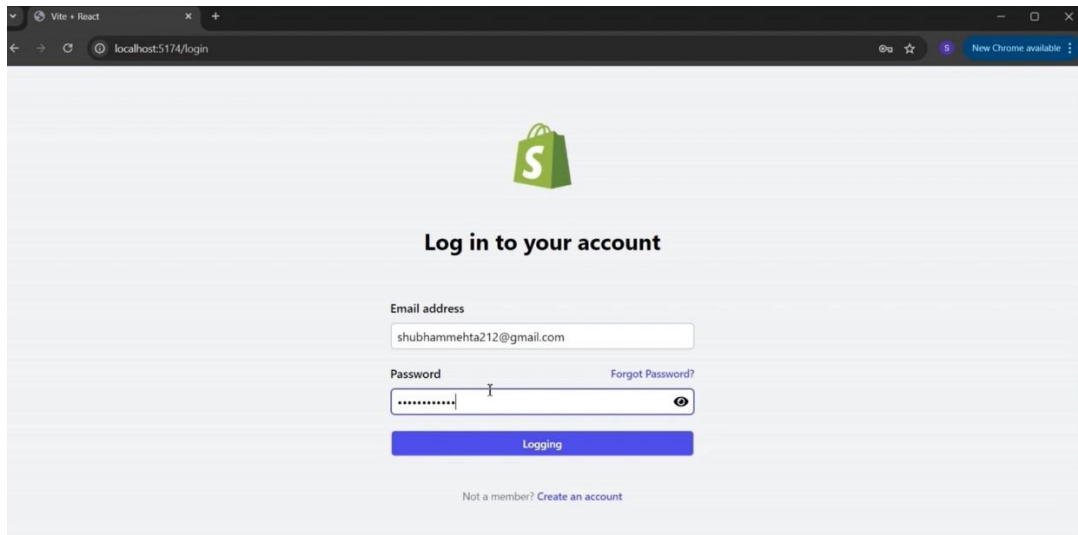 Vite + React
localhost:5174/login
S
New Chrome available
S
Log in to your account
Email address
shubhammehta212@gmail.com
Password Forgot Password?
••••••••••••
Logging
Not a member? Create an account